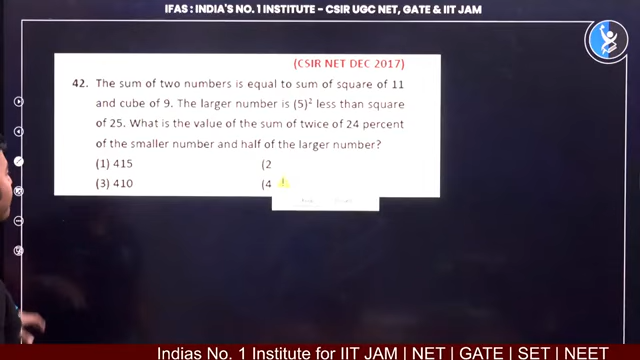 IFAS : INDIA'S NO. 1 INSTITUTE - CSIR UGC NET, GATE & IIT JAM
(CSIR NET DEC 2017)
42. The sum of two numbers is equal to sum of square of 11
and cube of 9. The larger number is (5)² less than square
of 25. What is the value of the sum of twice of 24 percent
of the smaller number and half of the larger number?
(1) 415 (2
(3) 410 (4
Indias No. 1 Institute for IIT JAM | NET | GATE | SET | NEET